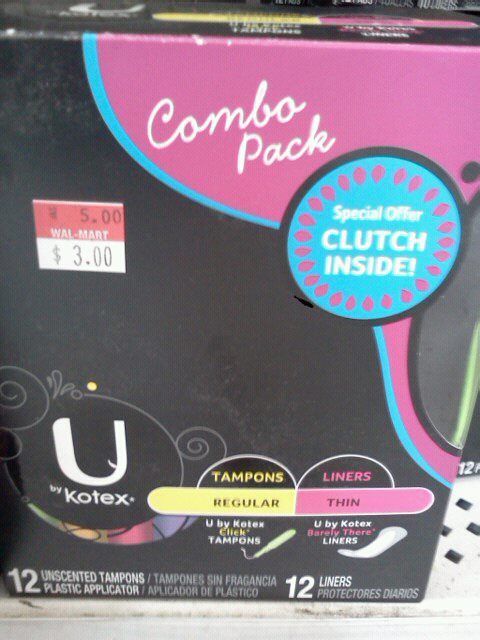 Combo
Pack
Special Offer
CLUTCH
INSIDE!
5.00
WAL-MART
$ 3.00
U
by Kotex*
TAMPONS
LINERS
REGULAR
THIN
U by Kotex
Click*
TAMPONS
U by Kotex
Barely There*
LINERS
12 UNSCENTED TAMPONS / TAMPONES SIN FRAGANCIA
PLASTIC APPLICATOR / APLICADOR DE PLÁSTICO
12 LINERS
PROTECTORES DIARIOS